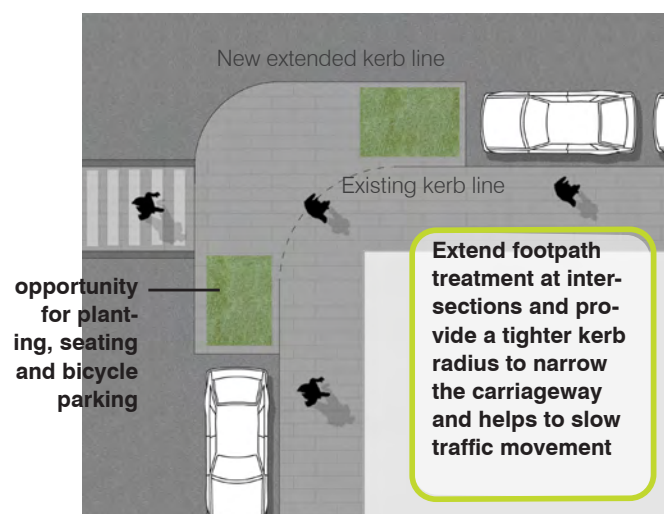 New extended kerb line
Existing kerb line
opportunity
for plant-
ing, seating
and bicycle
parking
Extend footpath
treatment at inter-
sections and pro-
vide a tighter kerb
radius to narrow
the carriageway
and helps to slow
traffic movement